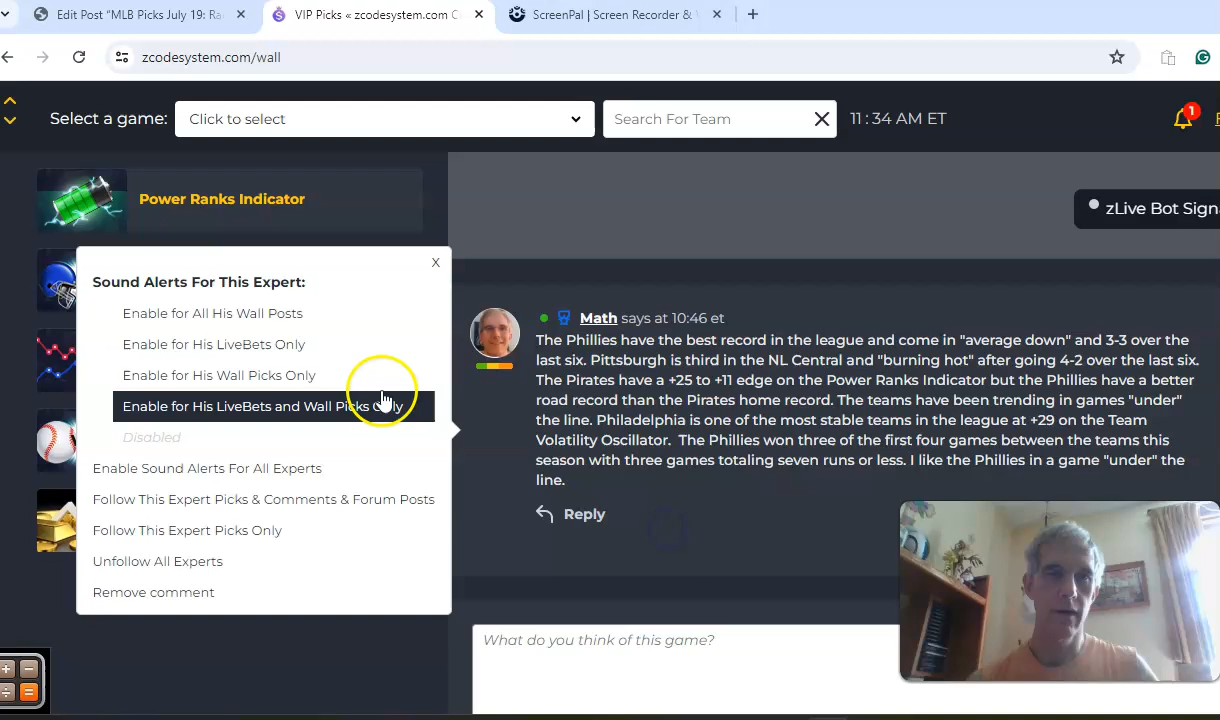 Edit Post "MLB Picks July 19: Ra
VIP Picks « zcodesystem.com C
ScreenPal | Screen Recorder &
zcodesystem.com/wall
Select a game:
Click to select
Search For Team
11 : 34 AM ET
1
Power Ranks Indicator
zLive Bot Signa
X
Sound Alerts For This Expert:
Enable for All His Wall Posts
Enable for His LiveBets Only
Enable for His Wall Picks Only
Enable for His LiveBets and Wall Picks Only
Disabled
Enable Sound Alerts For All Experts
Follow This Expert Picks & Comments & Forum Posts
Follow This Expert Picks Only
Unfollow All Experts
Remove comment
Math says at 10:46 et
The Phillies have the best record in the league and come in "average down" and 3-3 over the
last six. Pittsburgh is third in the NL Central and "burning hot" after going 4-2 over the last six.
The Pirates have a +25 to +11 edge on the Power Ranks Indicator but the Phillies have a better
road record than the Pirates home record. The teams have been trending in games "under"
the line. Philadelphia is one of the most stable teams in the league at +29 on the Team
Volatility Oscillator. The Phillies won three of the first four games between the teams this
season with three games totaling seven runs or less. I like the Phillies in a game "under" the
line.
Reply
What do you think of this game?